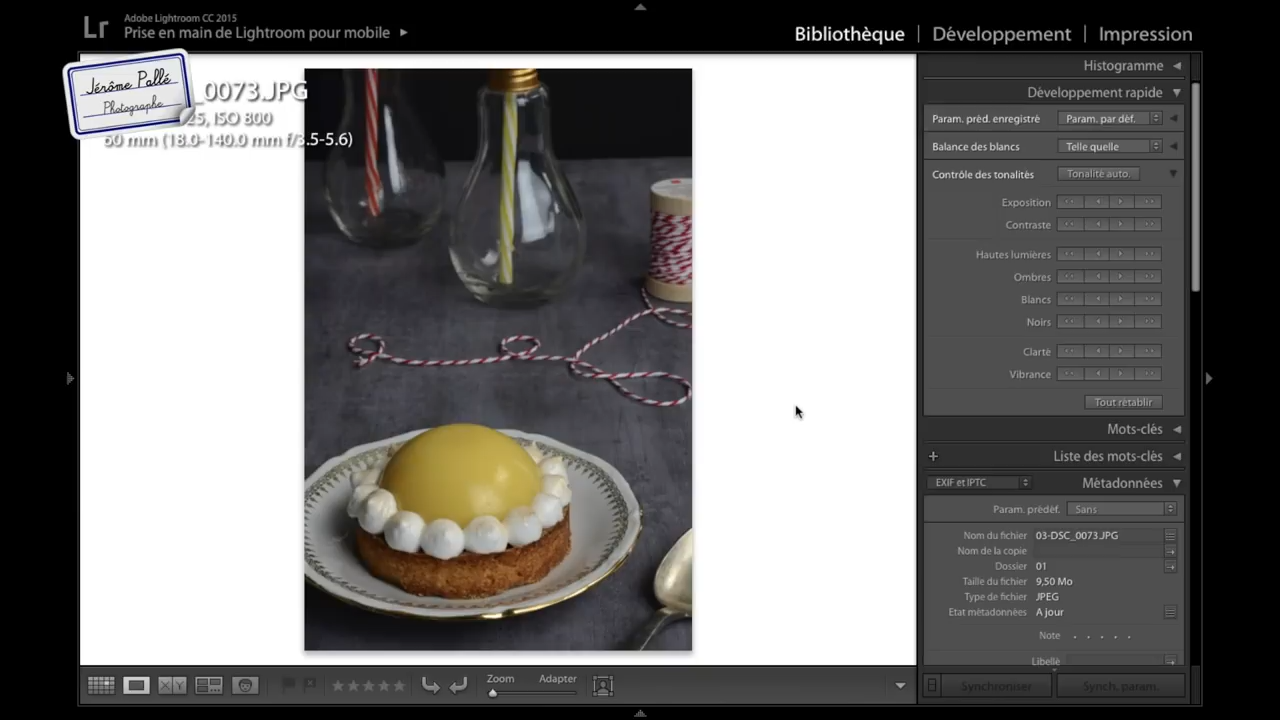 Lr
Adobe Lightroom CC 2015
Prise en main de Lightroom pour mobile
Bibliothèque | Développement | Impression
Jérôme Pallé
Photographe
_0073.JPG
25, ISO 800
60 mm (18.0-140.0 mm f/3.5-5.6)
Histogramme
Développement rapide
Param. préd. enregistré Param. par déf.
Balance des blancs Telle quelle
Contrôle des tonalités Tonalité auto.
Exposition
Contraste
Hautes lumières
Ombres
Blancs
Noirs
Clarté
Vibrance
Tout rétablir
Mots-clés
Liste des mots-clés
EXIF et IPTC Métadonnées
Param. prédéf. Sans
Nom du fichier 03-DSC_0073.JPG
Nom de la copie
Dossier 01
Taille du fichier 9,50 Mo
Type de fichier JPEG
Etat métadonnées A jour
Note
Libellé
Zoom Adapter
Synchroniser Synch. param.